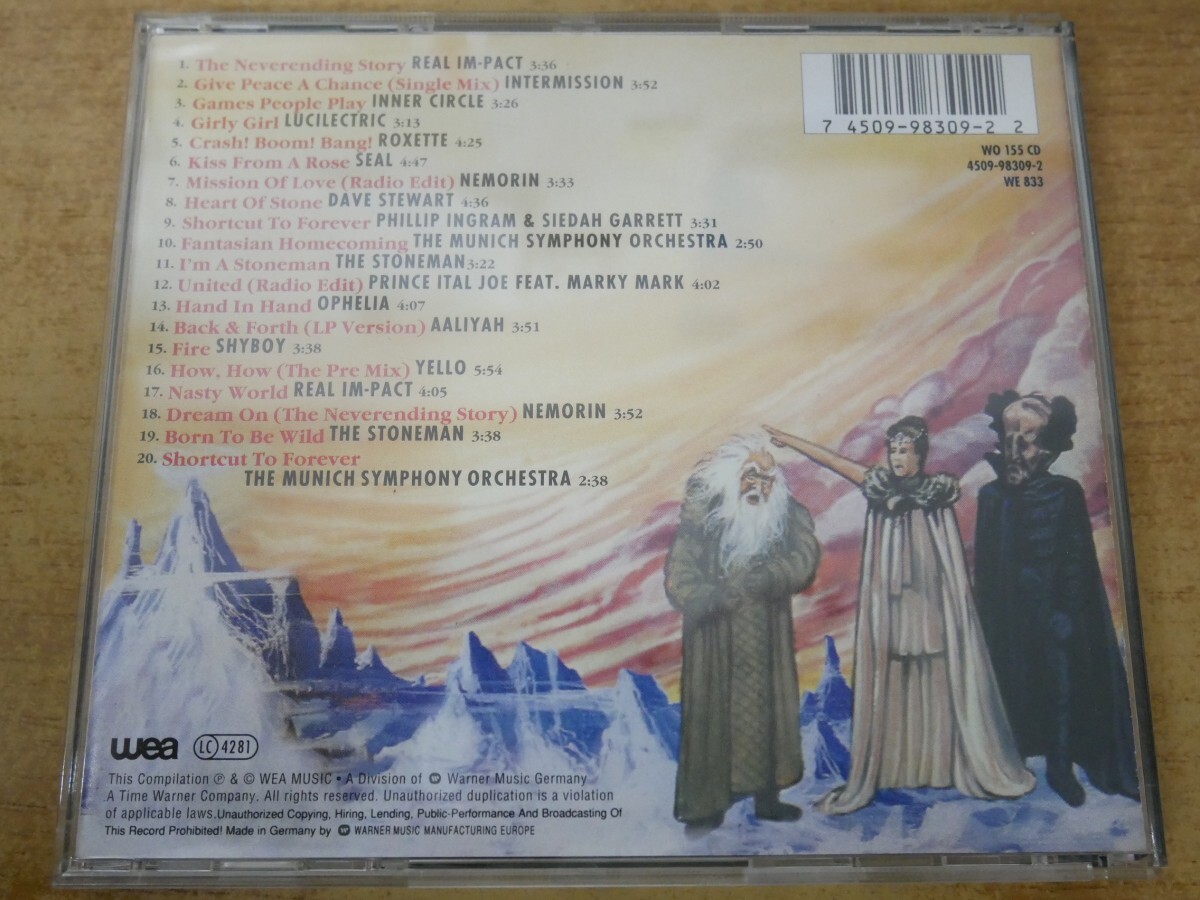 1. The Neverending Story REAL IM-PACT 3:36
2. Give Peace A Chance (Single Mix) INTERMISSION 3:52
3. Games People Play INNER CIRCLE 3:26
4. Girly Girl LUCILECTRIC 3:13
5. Crash! Boom! Bang! ROXETTE 4:25
6. Kiss From A Rose SEAL 4:47
7. Mission Of Love (Radio Edit) NEMORIN 3:33
8. Heart Of Stone DAVE STEWART 4:36
9. Shortcut To Forever PHILLIP INGRAM & SIEDAH GARRETT 3:31
10. Fantasian Homecoming THE MUNICH SYMPHONY ORCHESTRA 2:50
11. I'm A Stoneman THE STONEMAN 3:22
12. United (Radio Edit) PRINCE ITAL JOE FEAT. MARKY MARK 4:02
13. Hand In Hand OPHELIA 4:07
14. Back & Forth (LP Version) AALIYAH 3:51
15. Fire SHYBOY 3:38
16. How, How (The Pre Mix) YELLO 5:54
17. Nasty World REAL IM-PACT 4:05
18. Dream On (The Neverending Story) NEMORIN 3:52
19. Born To Be Wild THE STONEMAN 3:38
20. Shortcut To Forever
THE MUNICH SYMPHONY ORCHESTRA 2:38
7 4509-98309-2 2
WO 155 CD
4509-98309-2
WE 833
wea LC 4281
This Compilation ℗ & © WEA MUSIC • A Division of Warner Music Germany
A Time Warner Company. All rights reserved. Unauthorized duplication is a violation
of applicable laws. Unauthorized Copying, Hiring, Lending, Public-Performance And Broadcasting Of
This Record Prohibited! Made in Germany by WARNER MUSIC MANUFACTURING EUROPE